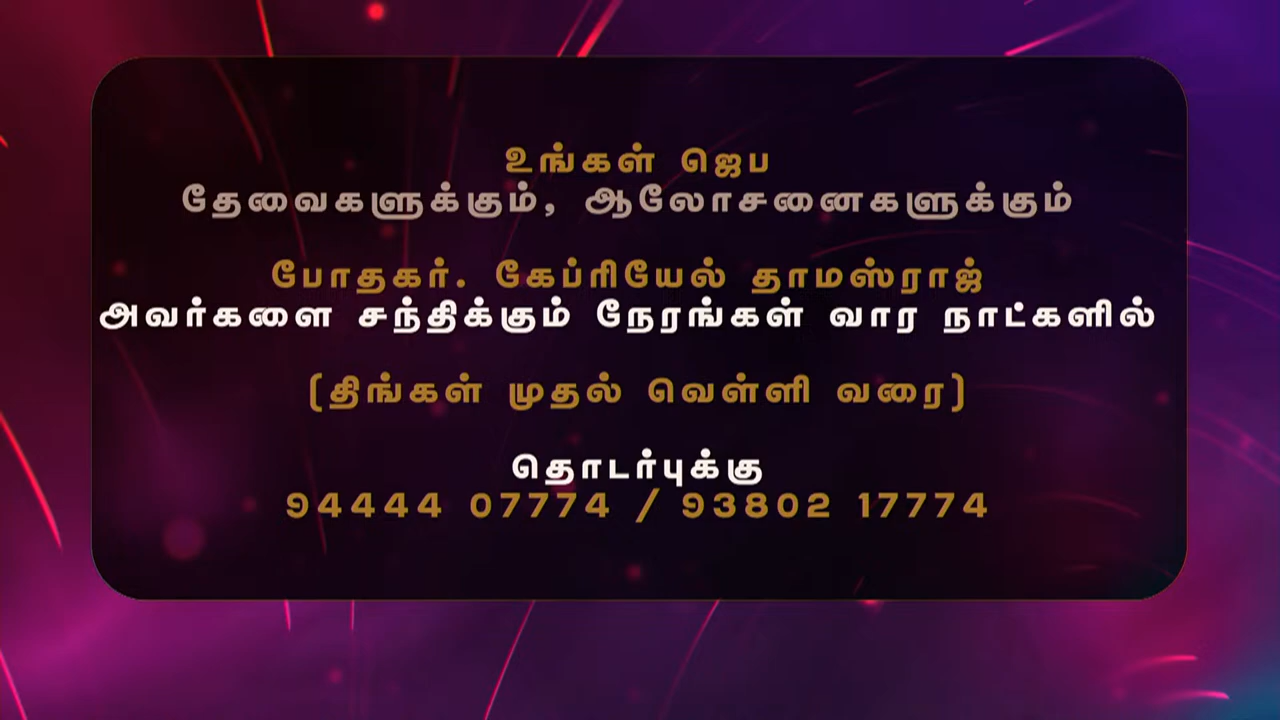 உங்கள் ஜெப
தேவைகளுக்கும், ஆலோசனைகளுக்கும்
போதகர். கேப்ரியேல் தாமஸ்ராஜ்
அவர்களை சந்திக்கும் நேரங்கள் வார நாட்களில்
(திங்கள் முதல் வெள்ளி வரை)
தொடர்புக்கு
94444 07774 / 93802 17774